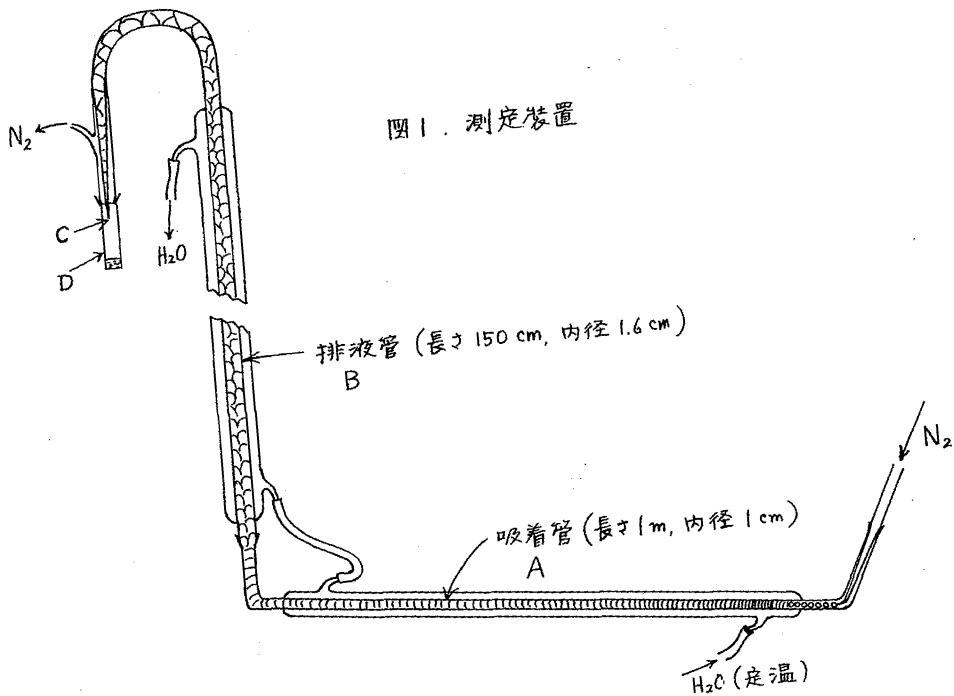 図1. 測定装置
N₂
C
D
H₂O
排液管 (長さ 150 cm, 内径 1.6 cm)
B
N₂
吸着管 (長さ 1m, 内径 1 cm)
A
H₂O (定温)